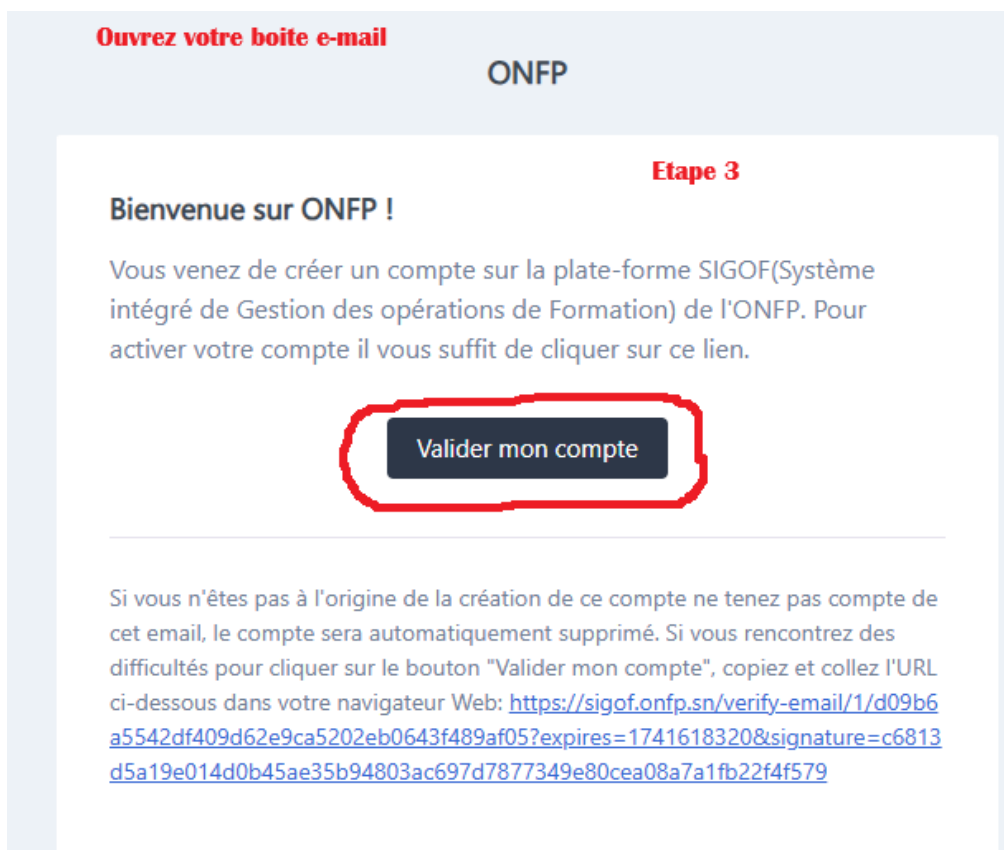 Ouvrez votre boite e-mail
ONFP
Etape 3
Bienvenue sur ONFP !
Vous venez de créer un compte sur la plate-forme SIGOF(Système
intégré de Gestion des opérations de Formation) de l'ONFP. Pour
activer votre compte il vous suffit de cliquer sur ce lien.
Valider mon compte
Si vous n'êtes pas à l'origine de la création de ce compte ne tenez pas compte de
cet email, le compte sera automatiquement supprimé. Si vous rencontrez des
difficultés pour cliquer sur le bouton "Valider mon compte", copiez et collez l'URL
ci-dessous dans votre navigateur Web: https://sigof.onfp.sn/verify-email/1/d09b6
a5542df409d62e9ca5202eb0643f489af05?expires=1741618320&signature=c6813
d5a19e014d0b45ae35b94803ac697d7877349e80cea08a7a1fb22f4f579